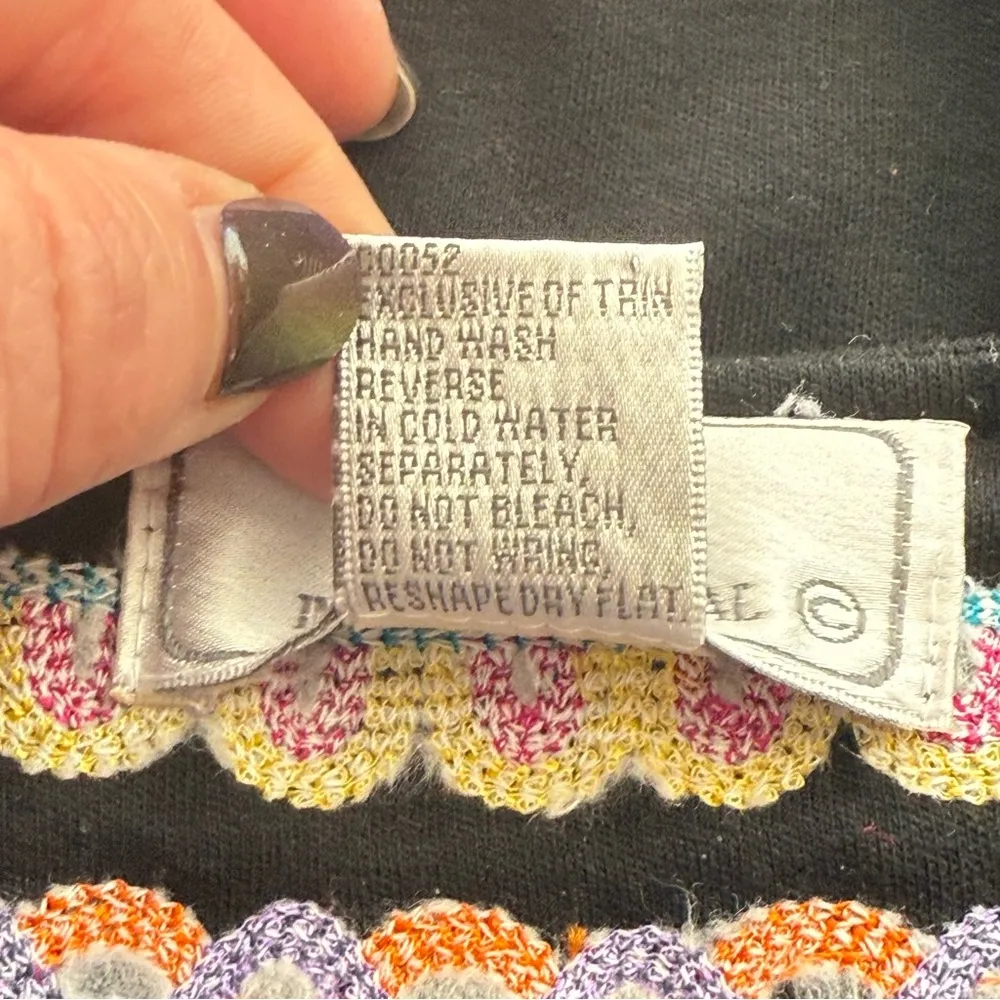 00052
EXCLUSIVE OF TRIN
HAND WASH
REVERSE
IN COLD WATER
SEPARATELY,
DO NOT BLEACH,
DO NOT WRING,
RESHAPE DRY FLAT
©